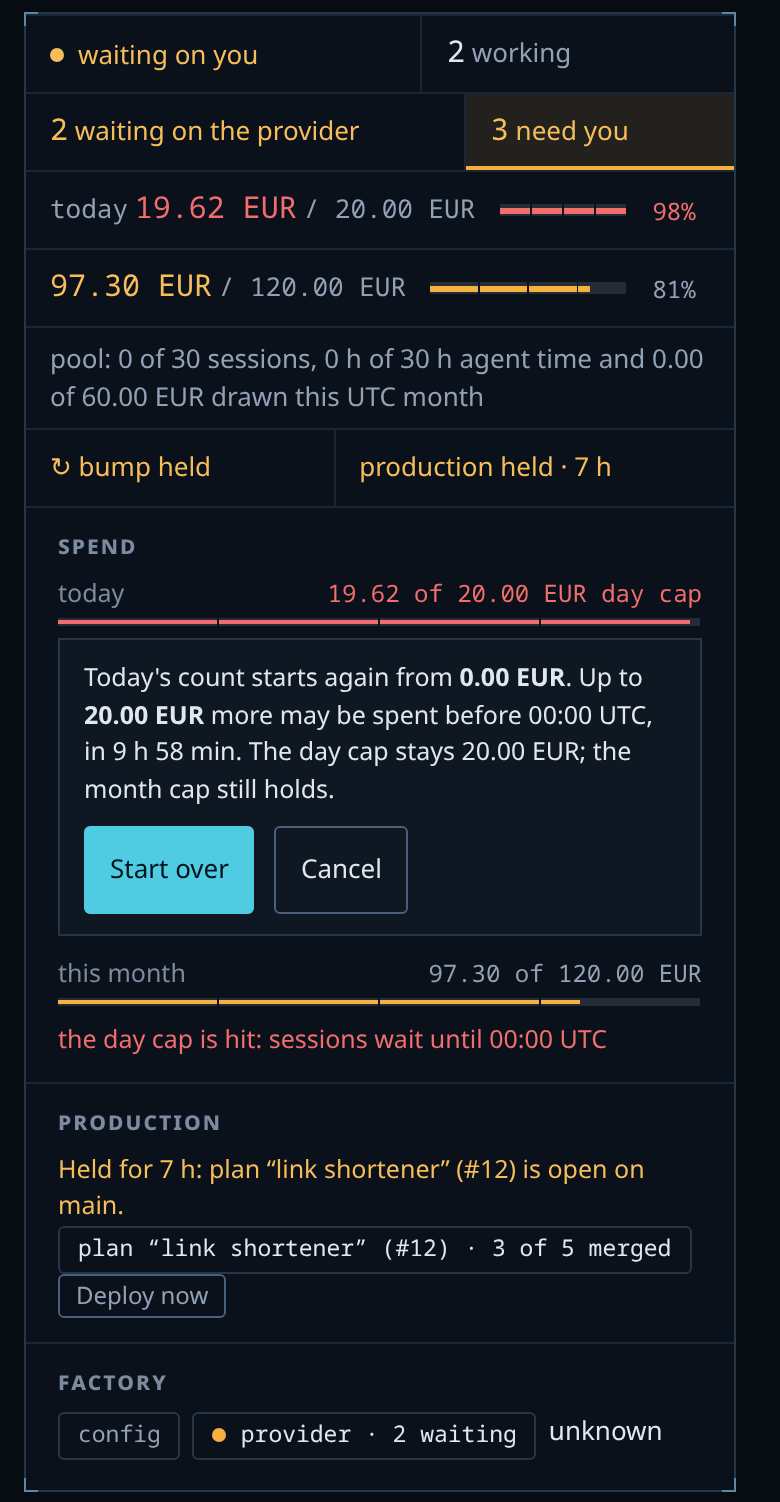 waiting on you
2 working
2 waiting on the provider
3 need you
today 19.62 EUR / 20.00 EUR 98%
97.30 EUR / 120.00 EUR 81%
pool: 0 of 30 sessions, 0 h of 30 h agent time and 0.00
of 60.00 EUR drawn this UTC month
↻ bump held
production held · 7 h
SPEND
today 19.62 of 20.00 EUR day cap
Today's count starts again from 0.00 EUR. Up to
20.00 EUR more may be spent before 00:00 UTC,
in 9 h 58 min. The day cap stays 20.00 EUR; the
month cap still holds.
Start over
Cancel
this month 97.30 of 120.00 EUR
the day cap is hit: sessions wait until 00:00 UTC
PRODUCTION
Held for 7 h: plan “link shortener” (#12) is open on
main.
plan “link shortener” (#12) · 3 of 5 merged
Deploy now
FACTORY
config
provider · 2 waiting
unknown